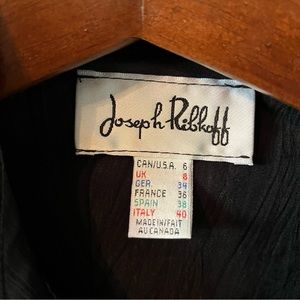 Joseph Ribkoff
CAN/U.S.A. 6
UK 8
GER. 34
FRANCE 36
SPAIN 38
ITALY 40
MADE IN/FAIT
AU CANADA